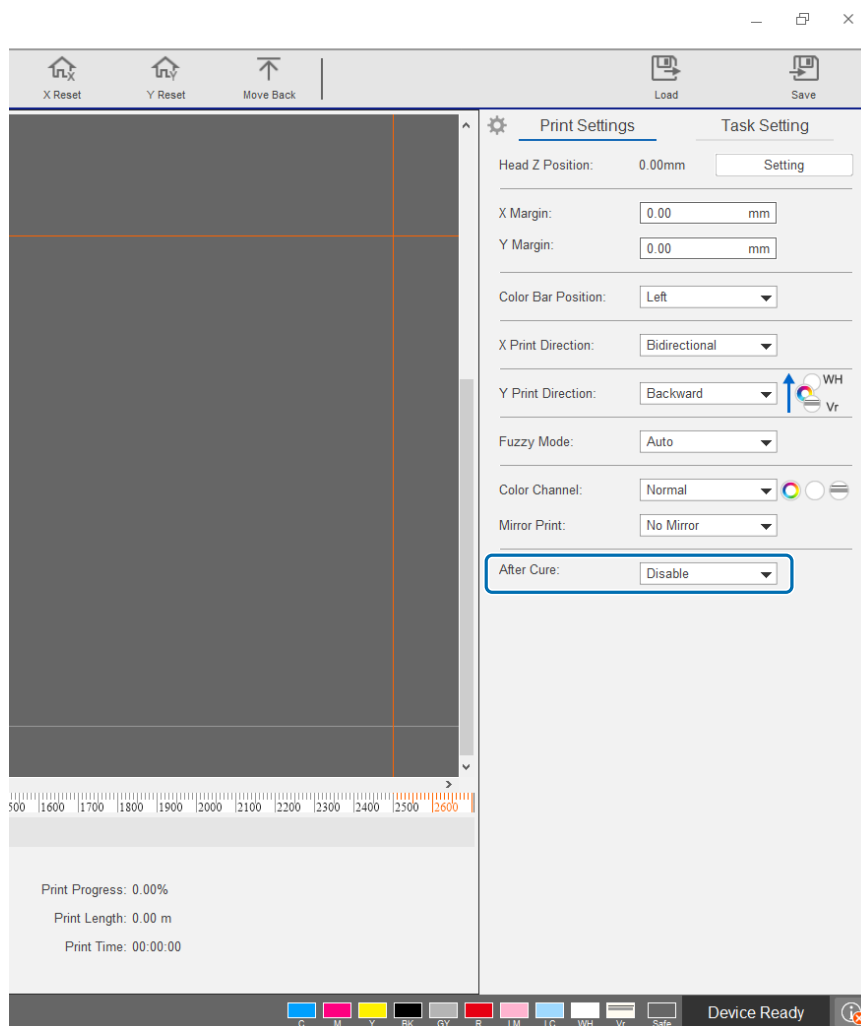 X Reset Y Reset Move Back Load Save
Print Settings Task Setting
Head Z Position: 0.00mm Setting
X Margin: 0.00 mm
Y Margin: 0.00 mm
Color Bar Position: Left
X Print Direction: Bidirectional
Y Print Direction: Backward WH Vr
Fuzzy Mode: Auto
Color Channel: Normal
Mirror Print: No Mirror
After Cure: Disable
500 1600 1700 1800 1900 2000 2100 2200 2300 2400 2500 2600
Print Progress: 0.00%
Print Length: 0.00 m
Print Time: 00:00:00
C M Y BK GY R LM LC WH Vr Safe Device Ready